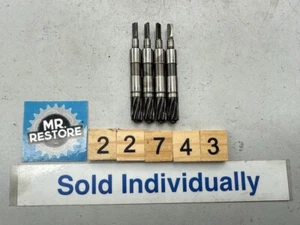 MR.
RESTORE
22743
Sold Individually